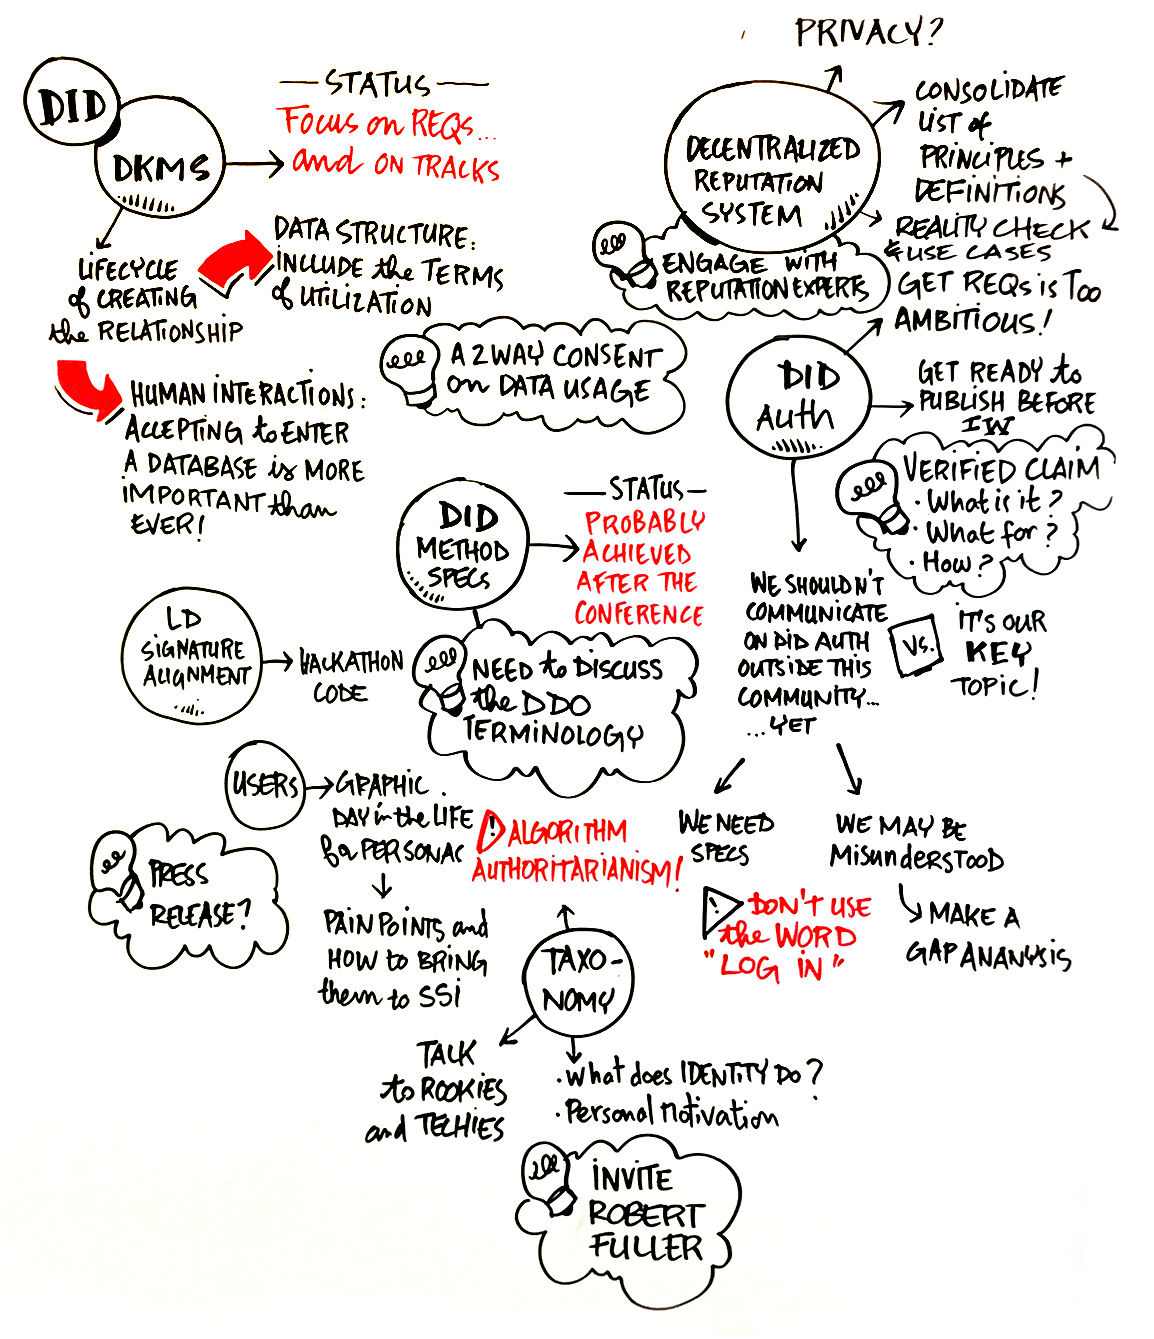 DID
DKMS
STATUS
Focus on REQs...
and ON TRACKS
LIFECYCLE
of CREATING
the RELATIONSHIP
DATA STRUCTURE:
INCLUDE the TERMS
of UTILIZATION
HUMAN INTERACTIONS:
ACCEPTING to ENTER
A DATABASE is MORE
IMPORTANT than
EVER!
A 2 WAY CONSENT
on DATA USAGE
PRIVACY?
DECENTRALIZED
REPUTATION
SYSTEM
CONSOLIDATE
LIST of
PRINCIPLES +
DEFINITIONS
REALITY CHECK
& USE CASES
ENGAGE WITH
REPUTATION EXPERTS
GET REQs is Too
AMBITIOUS!
DID
Auth
GET READY to
PUBLISH BEFORE
IIW
VERIFIED CLAIM
• What is it?
• What for?
• How?
WE SHOULDN'T
COMMUNICATE
ON DID AUTH
OUTSIDE THIS
COMMUNITY...
...YET
VS.
IT'S OUR
KEY
TOPIC!
WE NEED
SPECS
DON'T USE
the WORD
"LOG IN"
WE MAY BE
MisunderSTOOD
MAKE A
GAP ANANYSIS
DID
METHOD
SPECs
STATUS
PROBABLY
ACHIEVED
AFTER THE
CONFERENCE
NEED to DISCUSS
the DDO
TERMINOLOGY
LD
SIGNATURE
ALIGNMENT
HACKATHON
CODE
USERS
GRAPHIC.
DAY in the LIFE
for PERSONAC
PAIN POINTS and
HOW to BRING
them to SSI
PRESS
RELEASE?
! ALGORITHM
AUTHORITARIANISM!
TAXO-
NOMY
TALK
to ROOKIES
and TECHIES
• What does IDENTITY DO?
• Personal Motivation
INVITE
ROBERT
FULLER